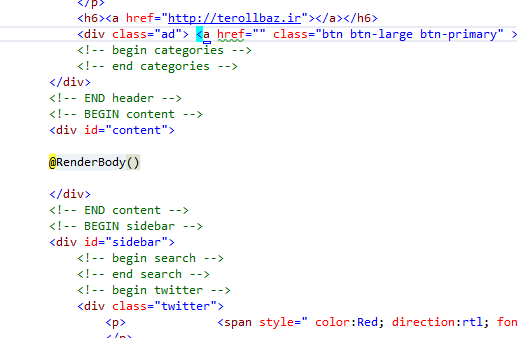 </p>
<h6><a href="http://terollbaz.ir"></a></h6>
<div class="ad"> <a href="" class="btn btn-large btn-primary" >
<!-- begin categories -->
<!-- end categories -->
</div>
<!-- END header -->
<!-- BEGIN content -->
<div id="content">
@RenderBody()
</div>
<!-- END content -->
<!-- BEGIN sidebar -->
<div id="sidebar">
<!-- begin search -->
<!-- end search -->
<!-- begin twitter -->
<div class="twitter">
<p> <span style=" color:Red; direction:rtl; fon
</p>